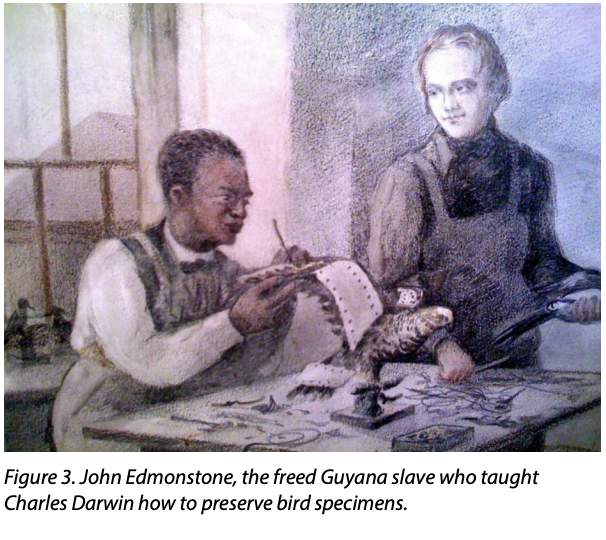 Figure 3. John Edmonstone, the freed Guyana slave who taught
Charles Darwin how to preserve bird specimens.